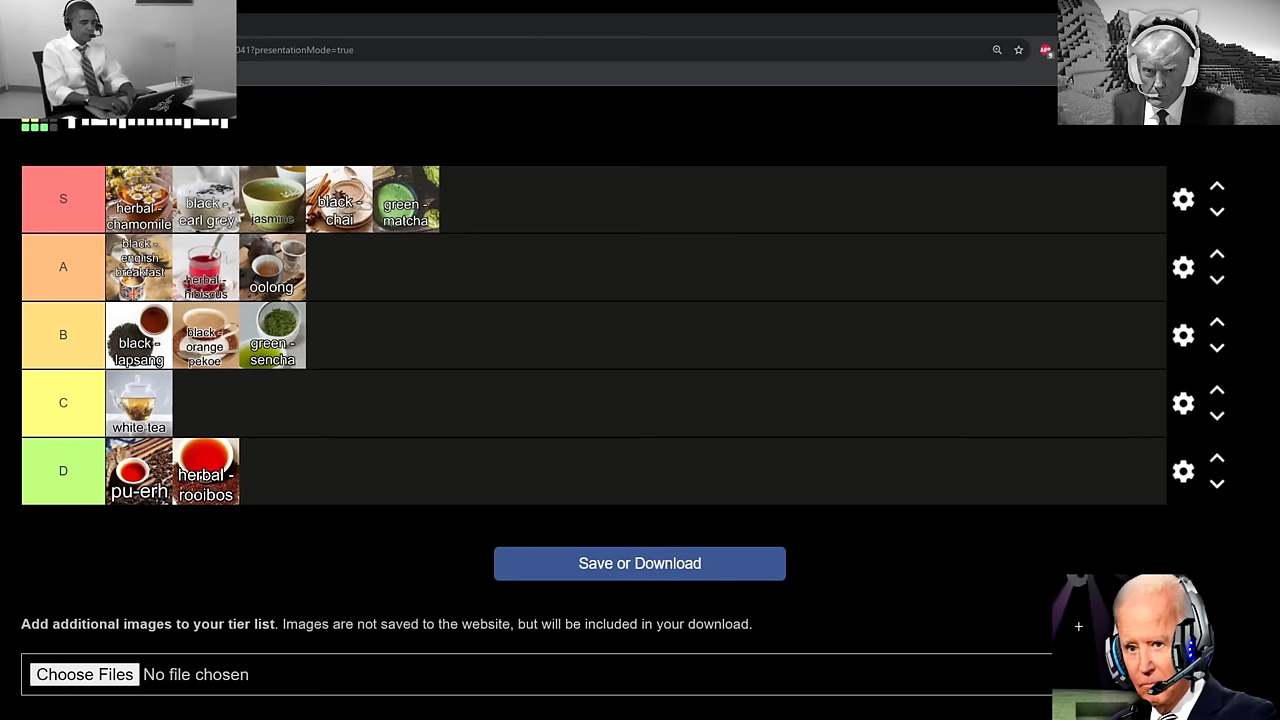 041?presentationMode=true
S
herbal -
chamomile
black -
earl grey
jasmine
black -
chai
green -
matcha
A
black -
english
breakfast
herbal -
hibiscus
oolong
B
black -
lapsang
black -
orange
pekoe
green -
sencha
C
white tea
D
pu-erh
herbal -
rooibos
Save or Download
Add additional images to your tier list. Images are not saved to the website, but will be included in your download.
Choose Files No file chosen